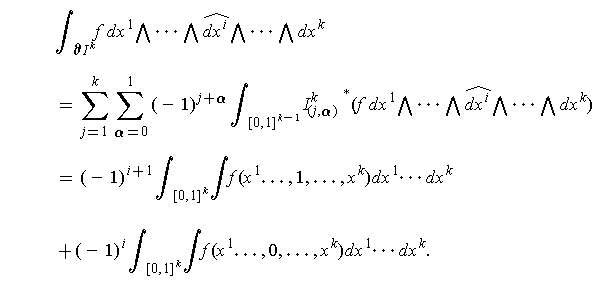 ∫_{∂I^k} f dx^1 ∧ ··· ∧ \widehat{dx^i} ∧ ··· ∧ dx^k
= ∑_{j=1}^{k} ∑_{α=0}^{1} (−1)^{j+α} ∫_{[0,1]^{k−1}} I^k_{(j,α)}{}^* (f dx^1 ∧ ··· ∧ \widehat{dx^i} ∧ ··· ∧ dx^k)
= (−1)^{i+1} ∫_{[0,1]^k} ∫ f(x^1 ..., 1, ..., x^k)dx^1 ··· dx^k
+ (−1)^i ∫_{[0,1]^k} ∫ f(x^1 ..., 0, ..., x^k)dx^1 ··· dx^k.